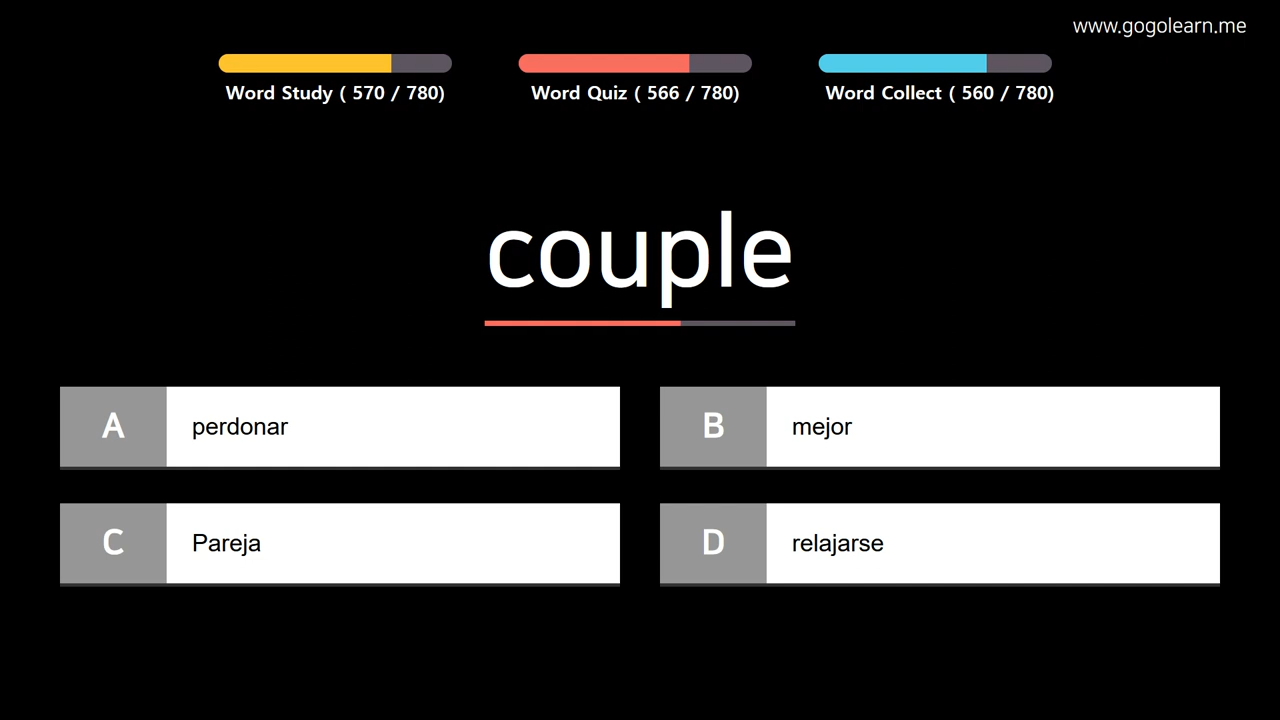 www.gogolearn.me
Word Study ( 570 / 780)
Word Quiz ( 566 / 780)
Word Collect ( 560 / 780)
couple
A perdonar
B mejor
C Pareja
D relajarse